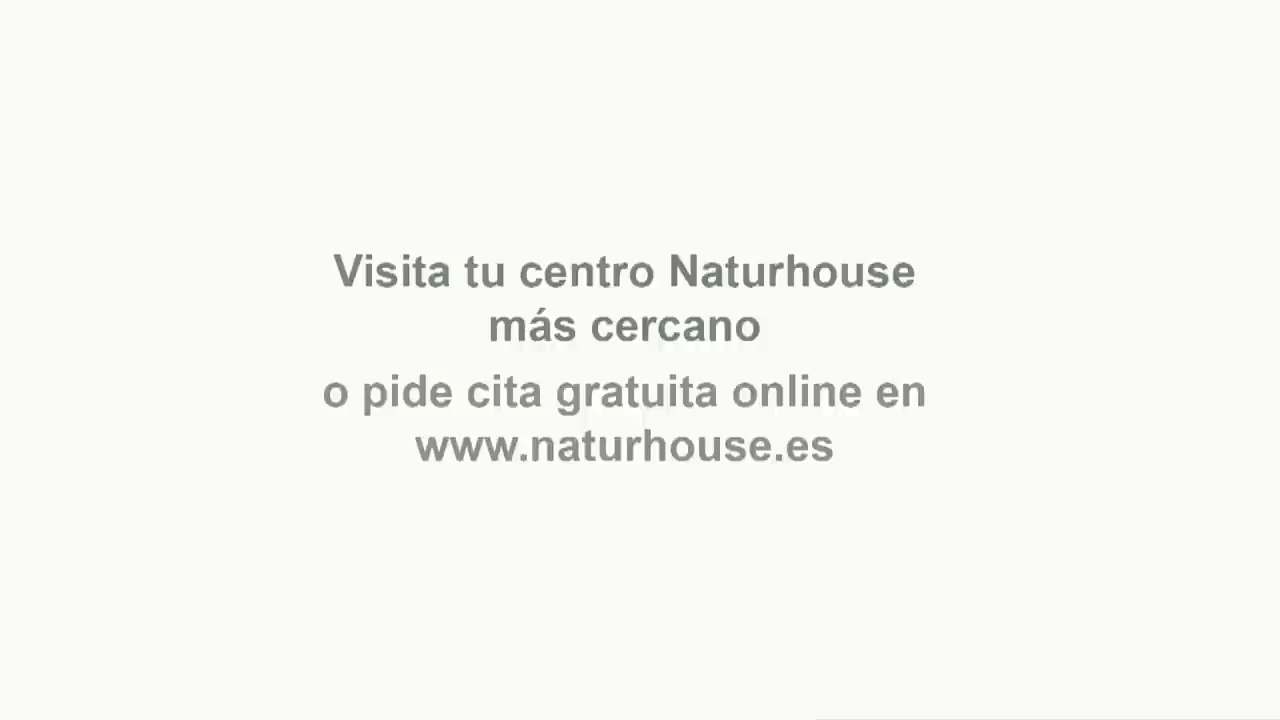 Visita tu centro Naturhouse
más cercano
o pide cita gratuita online en
www.naturhouse.es